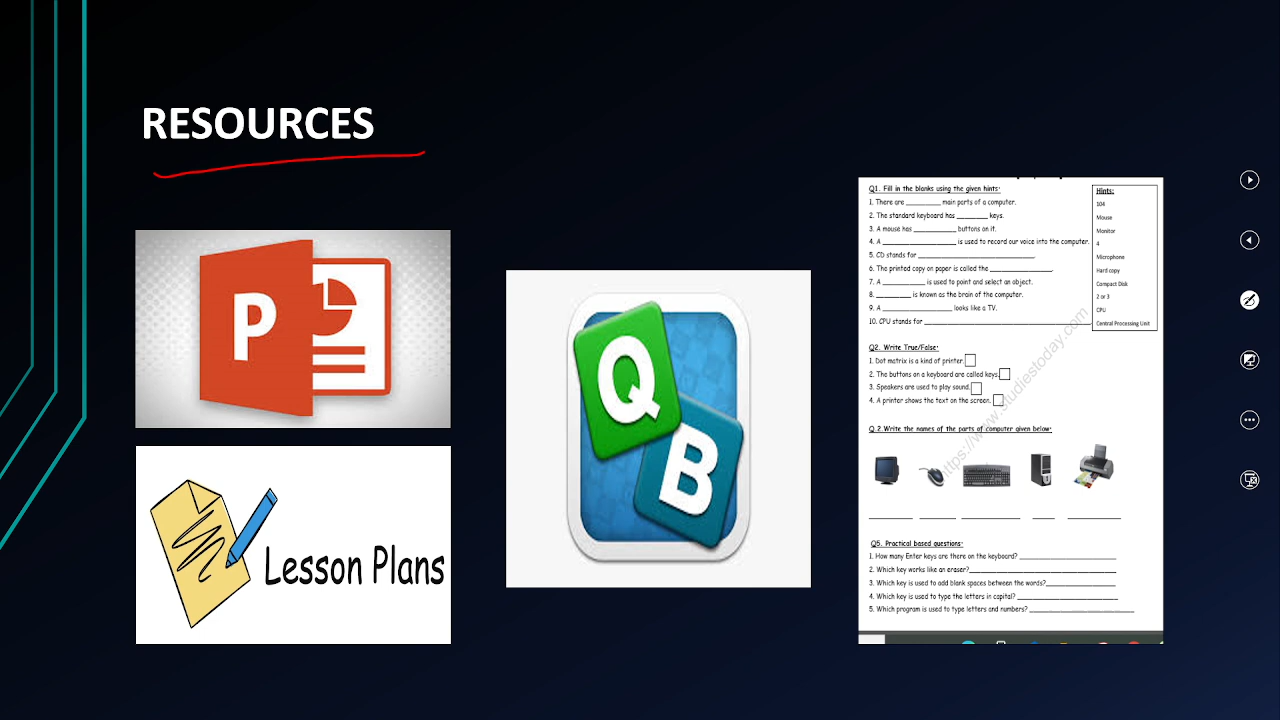 RESOURCES
P
Lesson Plans
Q
B
Q1. Fill in the blanks using the given hints:
1. There are _________ main parts of a computer.
2. The standard keyboard has ________ keys.
3. A mouse has ___________ buttons on it.
4. A ___________________ is used to record our voice into the computer.
5. CD stands for ______________________________.
6. The printed copy on paper is called the ________________.
7. A ___________ is used to point and select an object.
8. _________ is known as the brain of the computer.
9. A __________________ looks like a TV.
10. CPU stands for ___________________________________________
Hints:
104
Mouse
Monitor
4
Microphone
Hard copy
Compact Disk
2 or 3
CPU
Central Processing Unit
Q2. Write True/False:
1. Dot matrix is a kind of printer.
2. The buttons on a keyboard are called keys.
3. Speakers are used to play sound.
4. A printer shows the text on the screen.
Q.2.Write the names of the parts of computer given below:
Q5. Practical based questions:
1. How many Enter keys are there on the keyboard? _________________________
2. Which key works like an eraser?______________________________________
3. Which key is used to add blank spaces between the words?__________________
4. Which key is used to type the letters in capital? __________________________
5. Which program is used to type letters and numbers? ___________________________
https://www.studiestoday.com